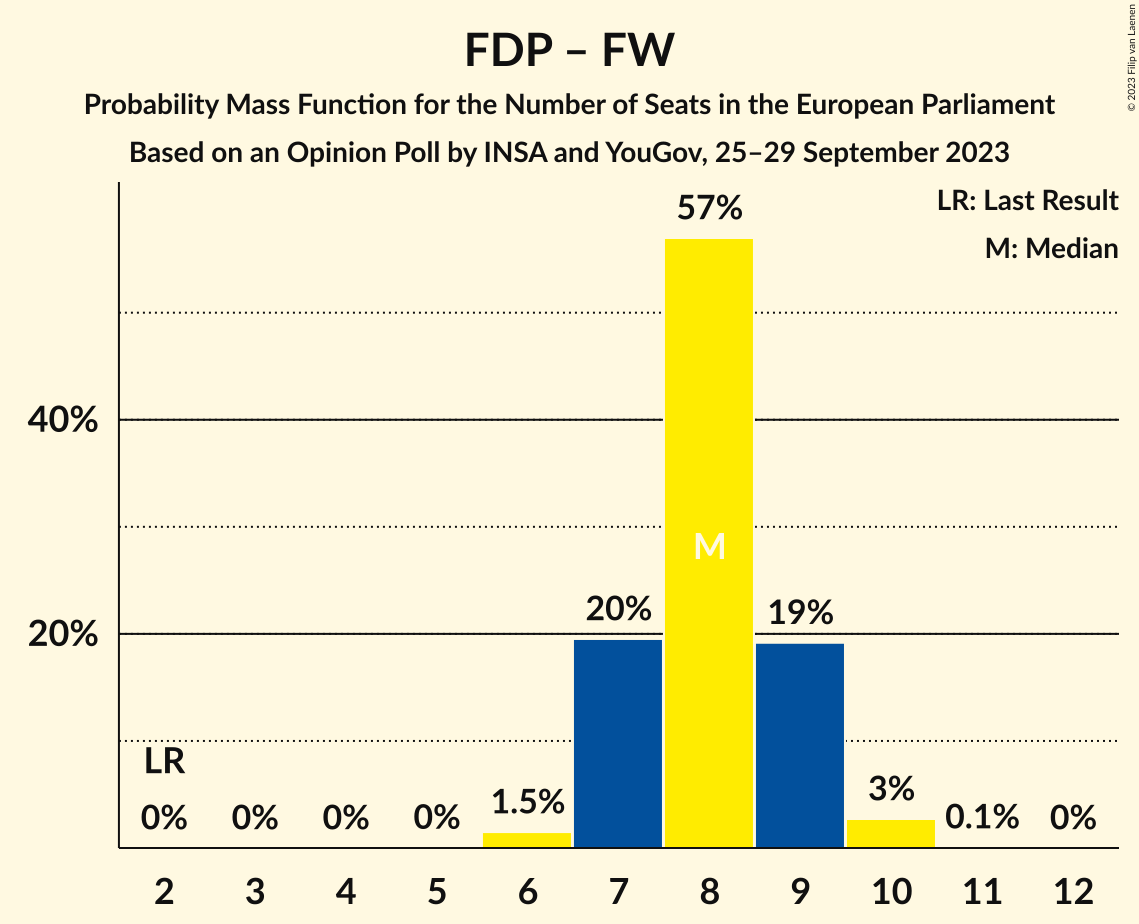 FDP – FW
Probability Mass Function for the Number of Seats in the European Parliament
Based on an Opinion Poll by INSA and YouGov, 25–29 September 2023
© 2023 Filip van Laenen
LR: Last Result
M: Median
57%
40%
M
20%
19%
20%
LR
0%
0%
0%
0%
1.5%
3%
0.1%
0%
2 3 4 5 6 7 8 9 10 11 12